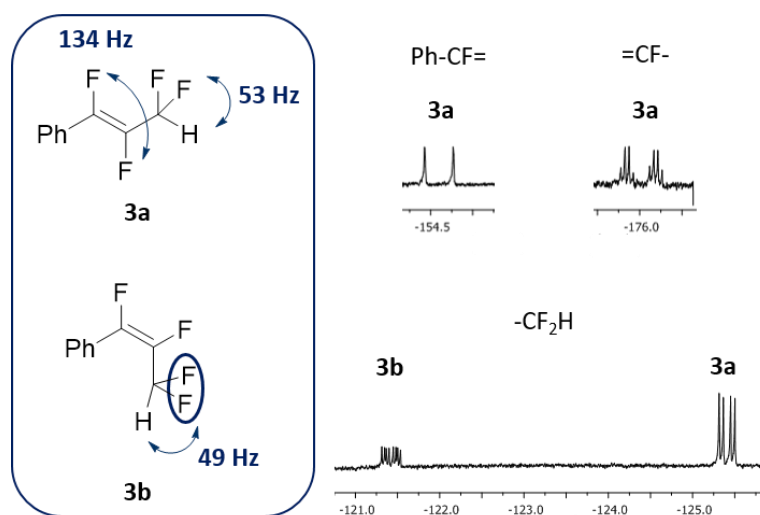 134 Hz
F
F
F
53 Hz
Ph
H
F
3a
F
F
Ph
F
H
F
49 Hz
3b
Ph-CF=
=CF-
3a
3a
-154.5
-176.0
-CF₂H
3b
3a
-121.0
-122.0
-123.0
-124.0
-125.0